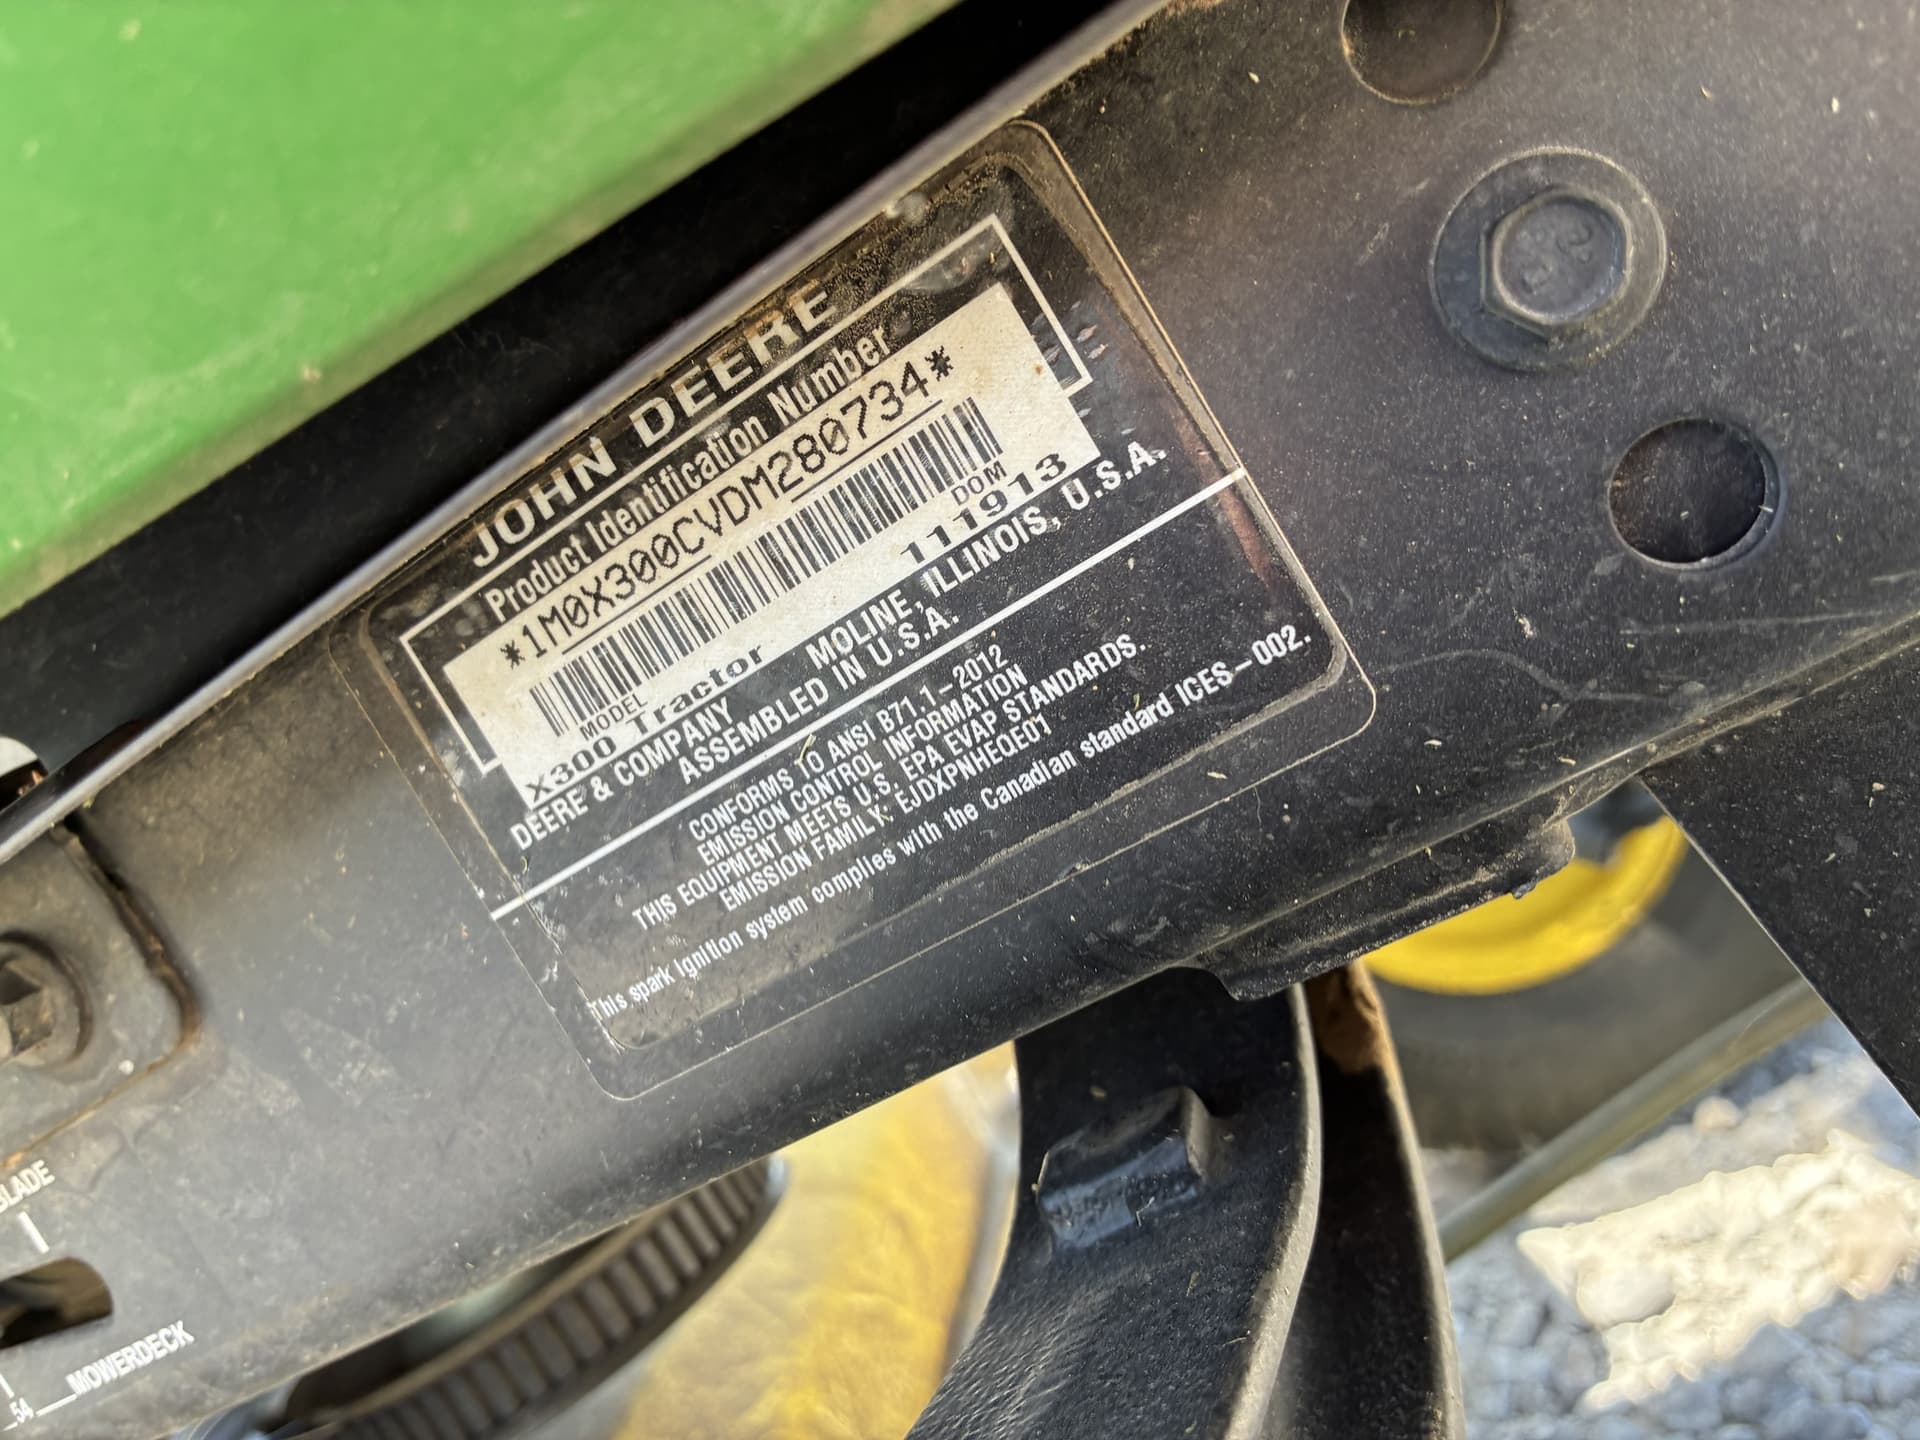 JOHN DEERE
Product Identification Number
*1M0X300CVDM280734*
MODEL DOM
X300 Tractor 111913
DEERE & COMPANY MOLINE, ILLINOIS, U.S.A.
ASSEMBLED IN U.S.A.
CONFORMS TO ANSI B71.1-2012
EMISSION CONTROL INFORMATION
THIS EQUIPMENT MEETS U.S. EPA EVAP STANDARDS.
EMISSION FAMILY: EJDXPNHEQE01
This spark ignition system complies with the Canadian standard ICES-002.
BLADE
54 MOWERDECK